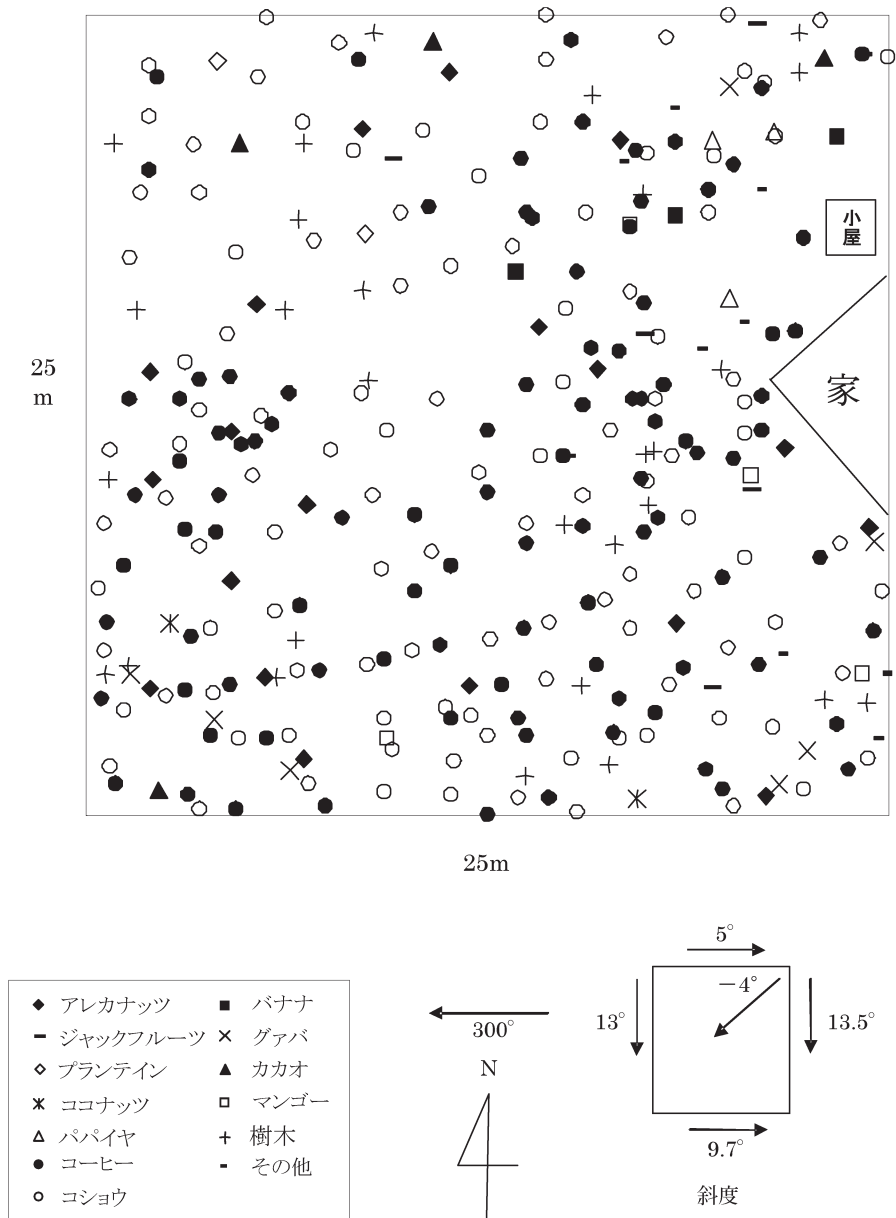 小
屋
家
25
m
25m
◆ アレカナッツ ■ バナナ
━ ジャックフルーツ × グァバ
◇ プランテイン ▲ カカオ
ココナッツ □ マンゴー
△ パパイヤ + 樹木
● コーヒー - その他
○ コショウ
300°
N
5°
−4°
13°
13.5°
9.7°
斜度